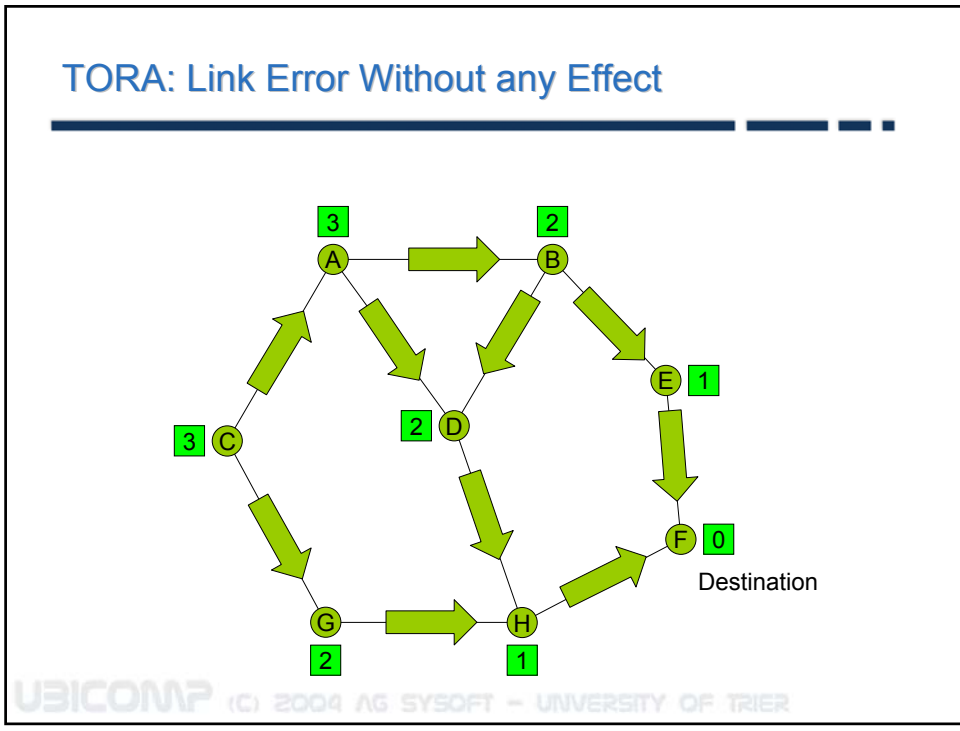 TORA: Link Error Without any Effect
3
2
A
B
E
1
2
D
3
C
F
0
Destination
G
H
2
1
UBICOMP (C) 2004 AG SYSOFT – UNVERSITY OF TRIER